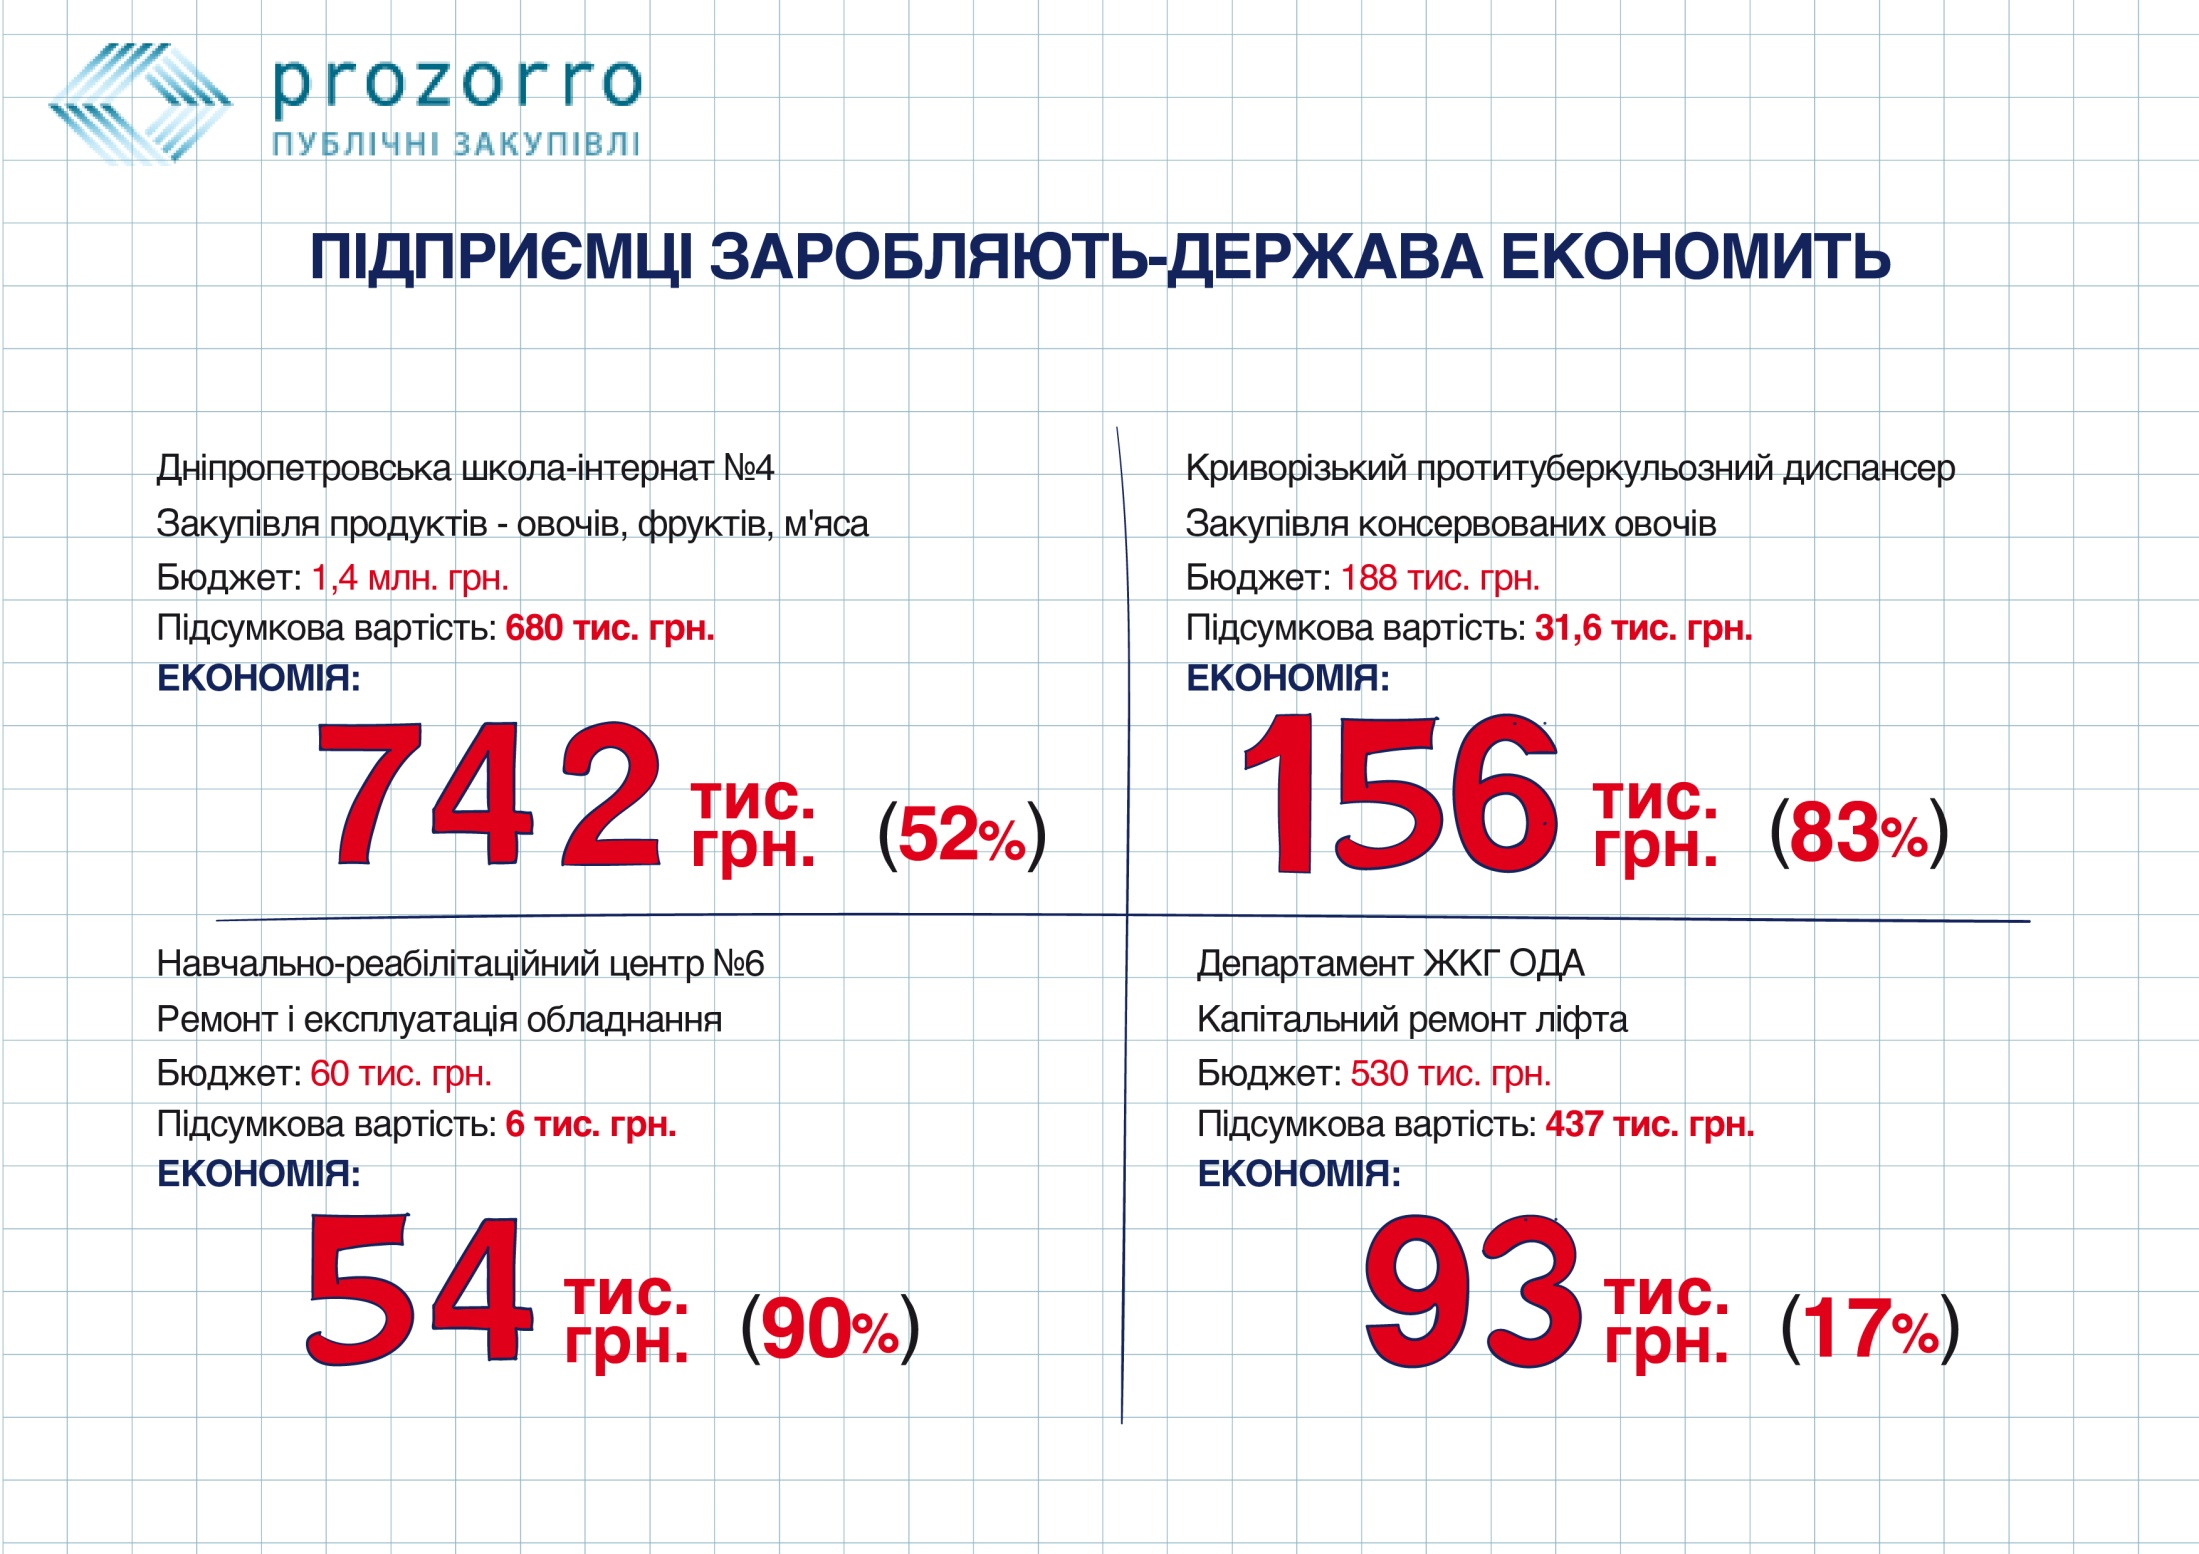 prozorro
ПУБЛІЧНІ ЗАКУПІВЛІ
ПІДПРИЄМЦІ ЗАРОБЛЯЮТЬ-ДЕРЖАВА ЕКОНОМИТЬ
Дніпропетровська школа-інтернат №4
Закупівля продуктів - овочів, фруктів, м'яса
Бюджет: 1,4 млн. грн.
Підсумкова вартість: 680 тис. грн.
ЕКОНОМІЯ:
742 тис. грн. (52%)
Криворізький протитуберкульозний диспансер
Закупівля консервованих овочів
Бюджет: 188 тис. грн.
Підсумкова вартість: 31,6 тис. грн.
ЕКОНОМІЯ:
156 тис. грн. (83%)
Навчально-реабілітаційний центр №6
Ремонт і експлуатація обладнання
Бюджет: 60 тис. грн.
Підсумкова вартість: 6 тис. грн.
ЕКОНОМІЯ:
54 тис. грн. (90%)
Департамент ЖКГ ОДА
Капітальний ремонт ліфта
Бюджет: 530 тис. грн.
Підсумкова вартість: 437 тис. грн.
ЕКОНОМІЯ:
93 тис. грн. (17%)